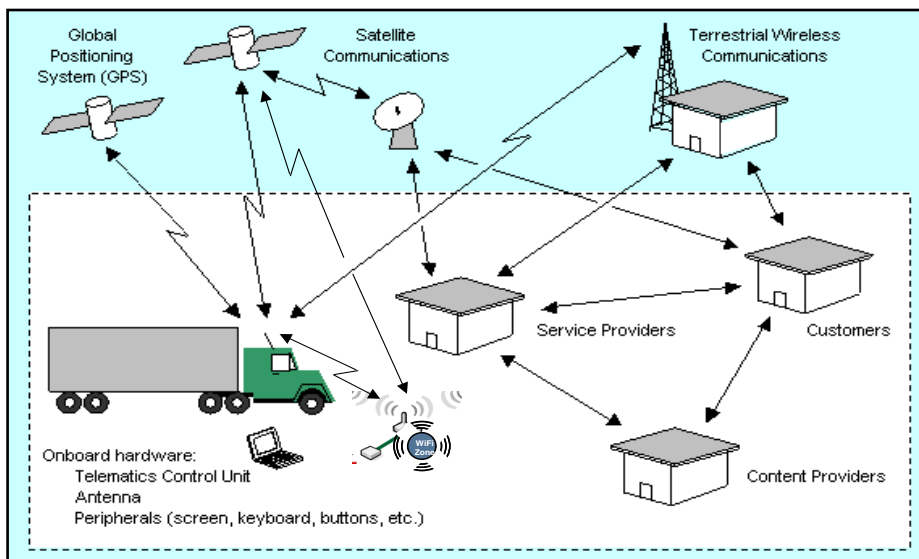 Global
Positioning
System (GPS)
Satellite
Communications
Terrestrial Wireless
Communications
Service Providers
Customers
WiFi
Zone
Content Providers
Onboard hardware:
Telematics Control Unit
Antenna
Peripherals (screen, keyboard, buttons, etc.)